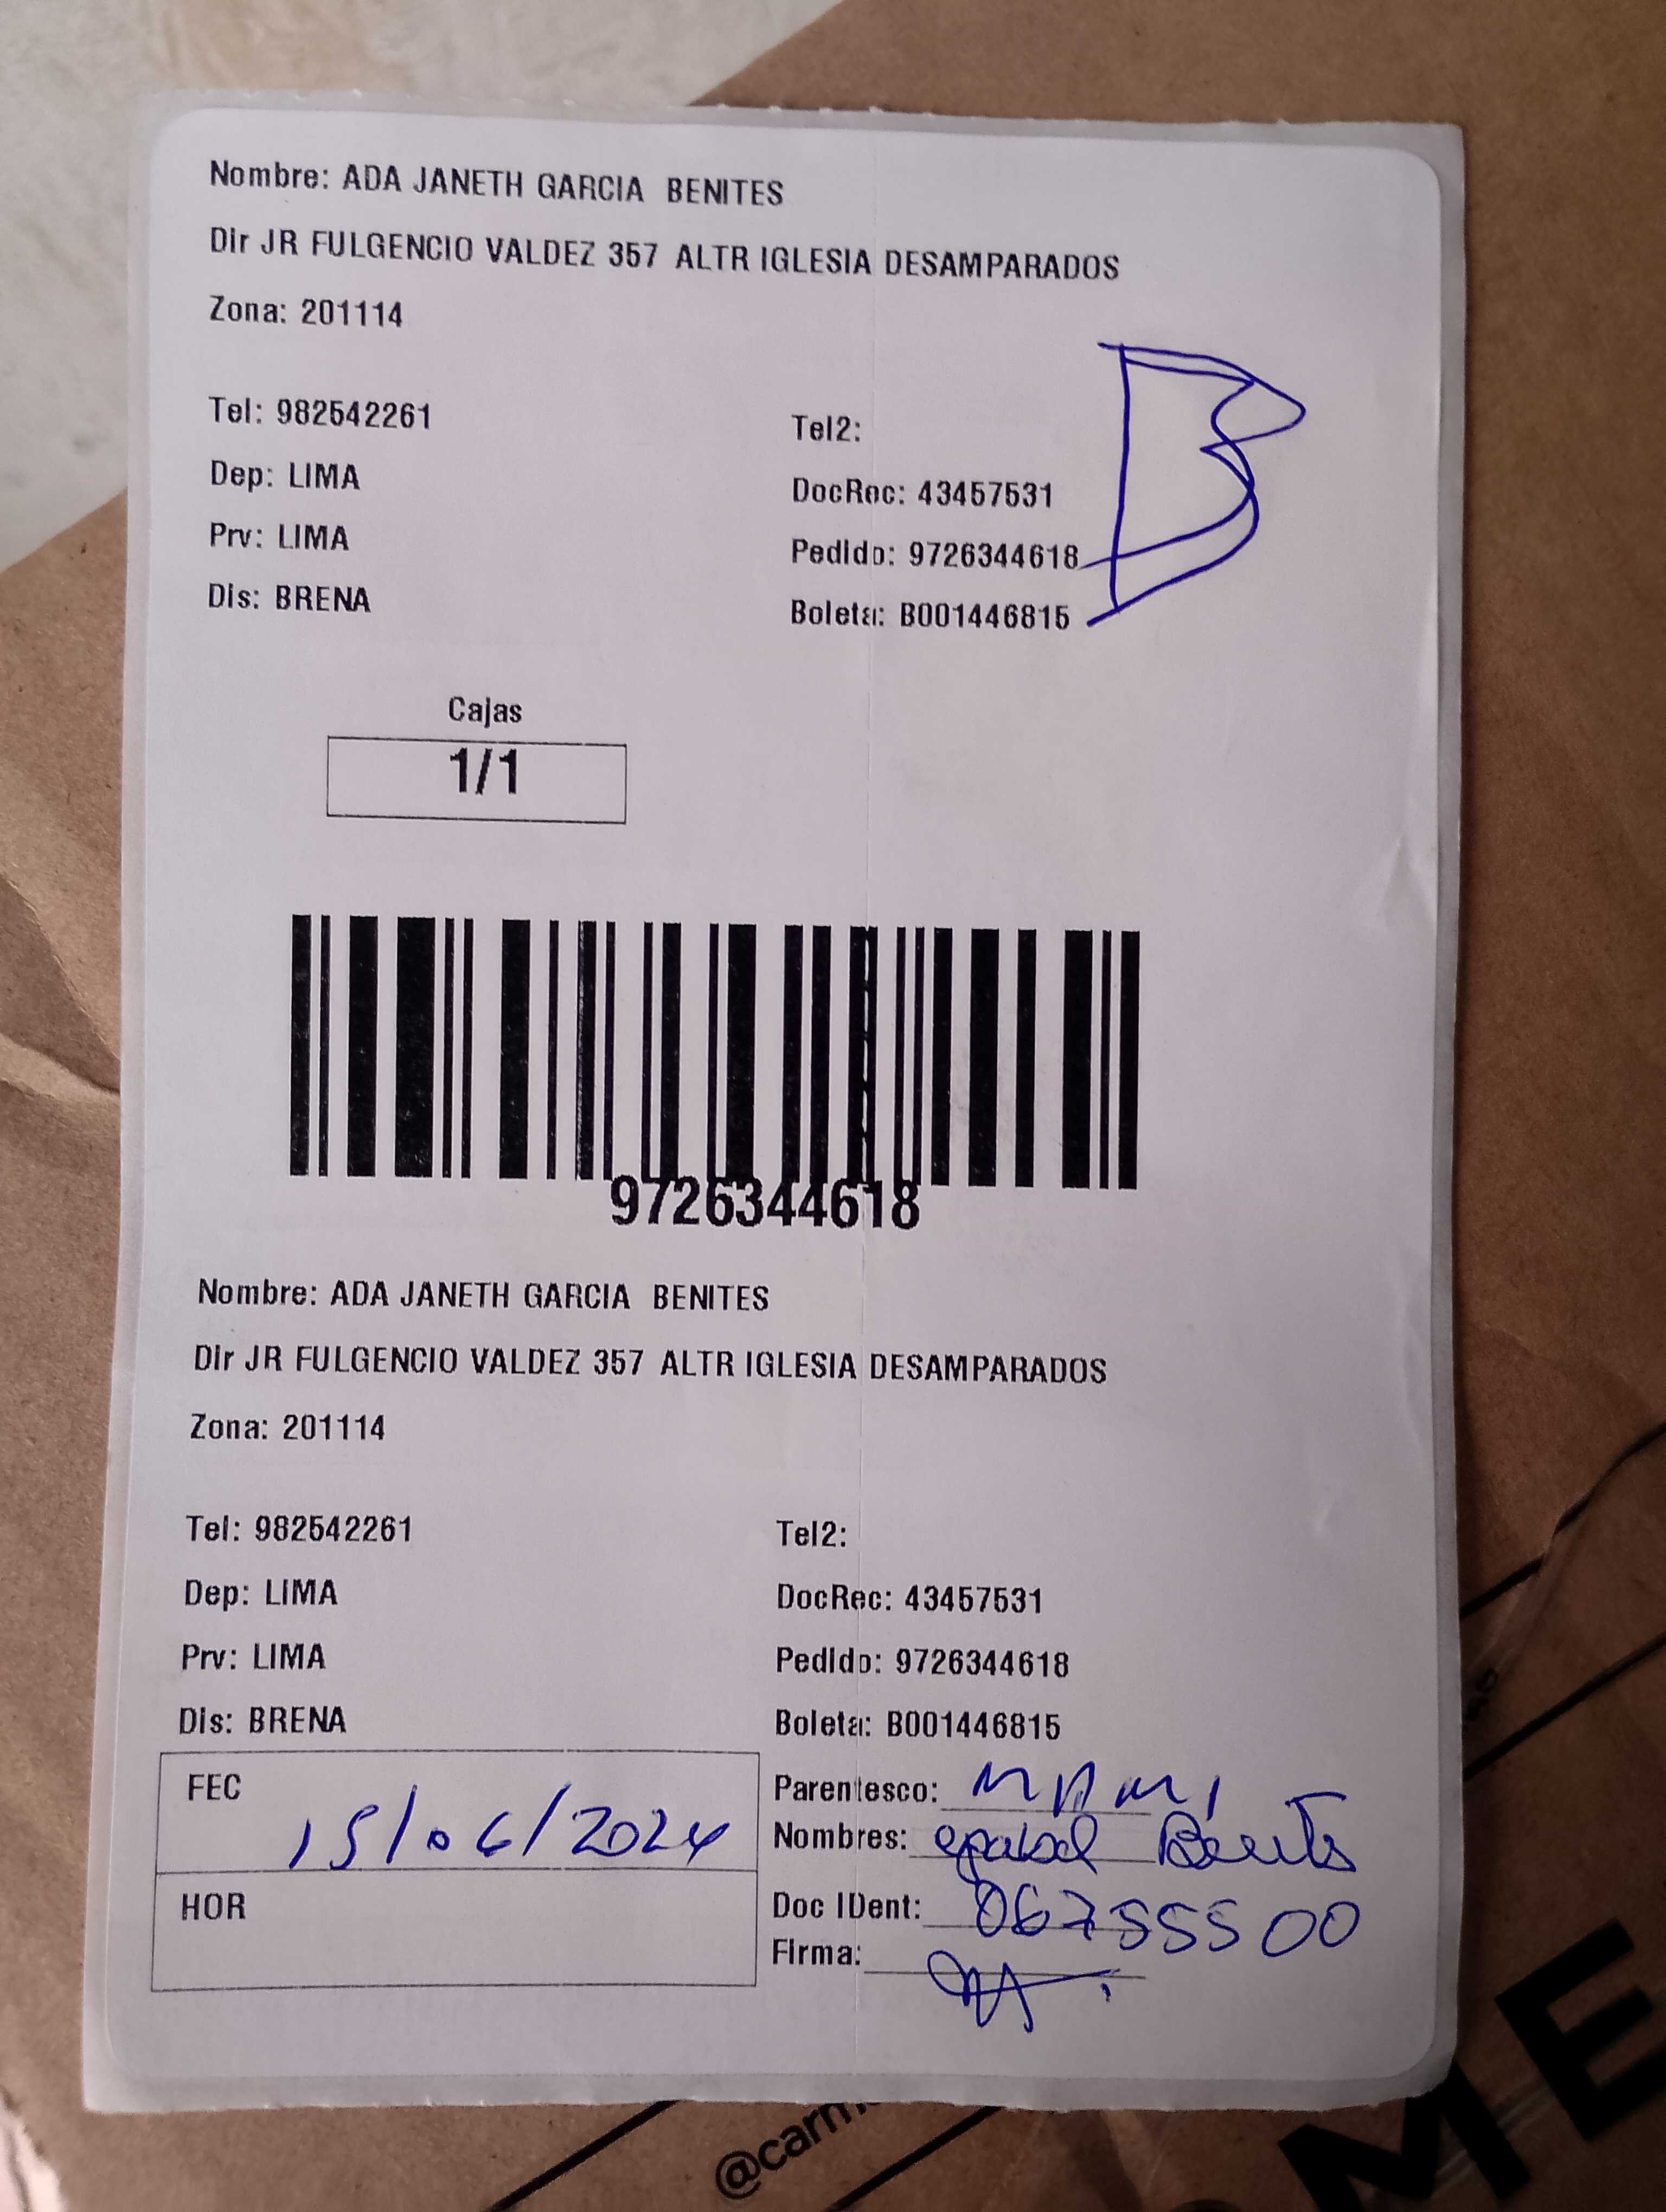 Nombre: ADA JANETH GARCIA BENITES
Dir JR FULGENCIO VALDEZ 357 ALTR IGLESIA DESAMPARADOS
Zona: 201114
Tel: 982542261
Tel2:
Dep: LIMA
DocRec: 43457531
Prv: LIMA
Pedido: 9726344618
Dis: BRENA
Boleta: B001446815
B
Cajas
1/1
9726344618
Nombre: ADA JANETH GARCIA BENITES
Dir JR FULGENCIO VALDEZ 357 ALTR IGLESIA DESAMPARADOS
Zona: 201114
Tel: 982542261
Tel2:
Dep: LIMA
DocRec: 43457531
Prv: LIMA
Pedido: 9726344618
Dis: BRENA
Boleta: B001446815
FEC
15/06/2024
HOR
Parentesco: MAMI
Nombres: Benites
Doc IDent: 06755500
Firma:
@carm
ME